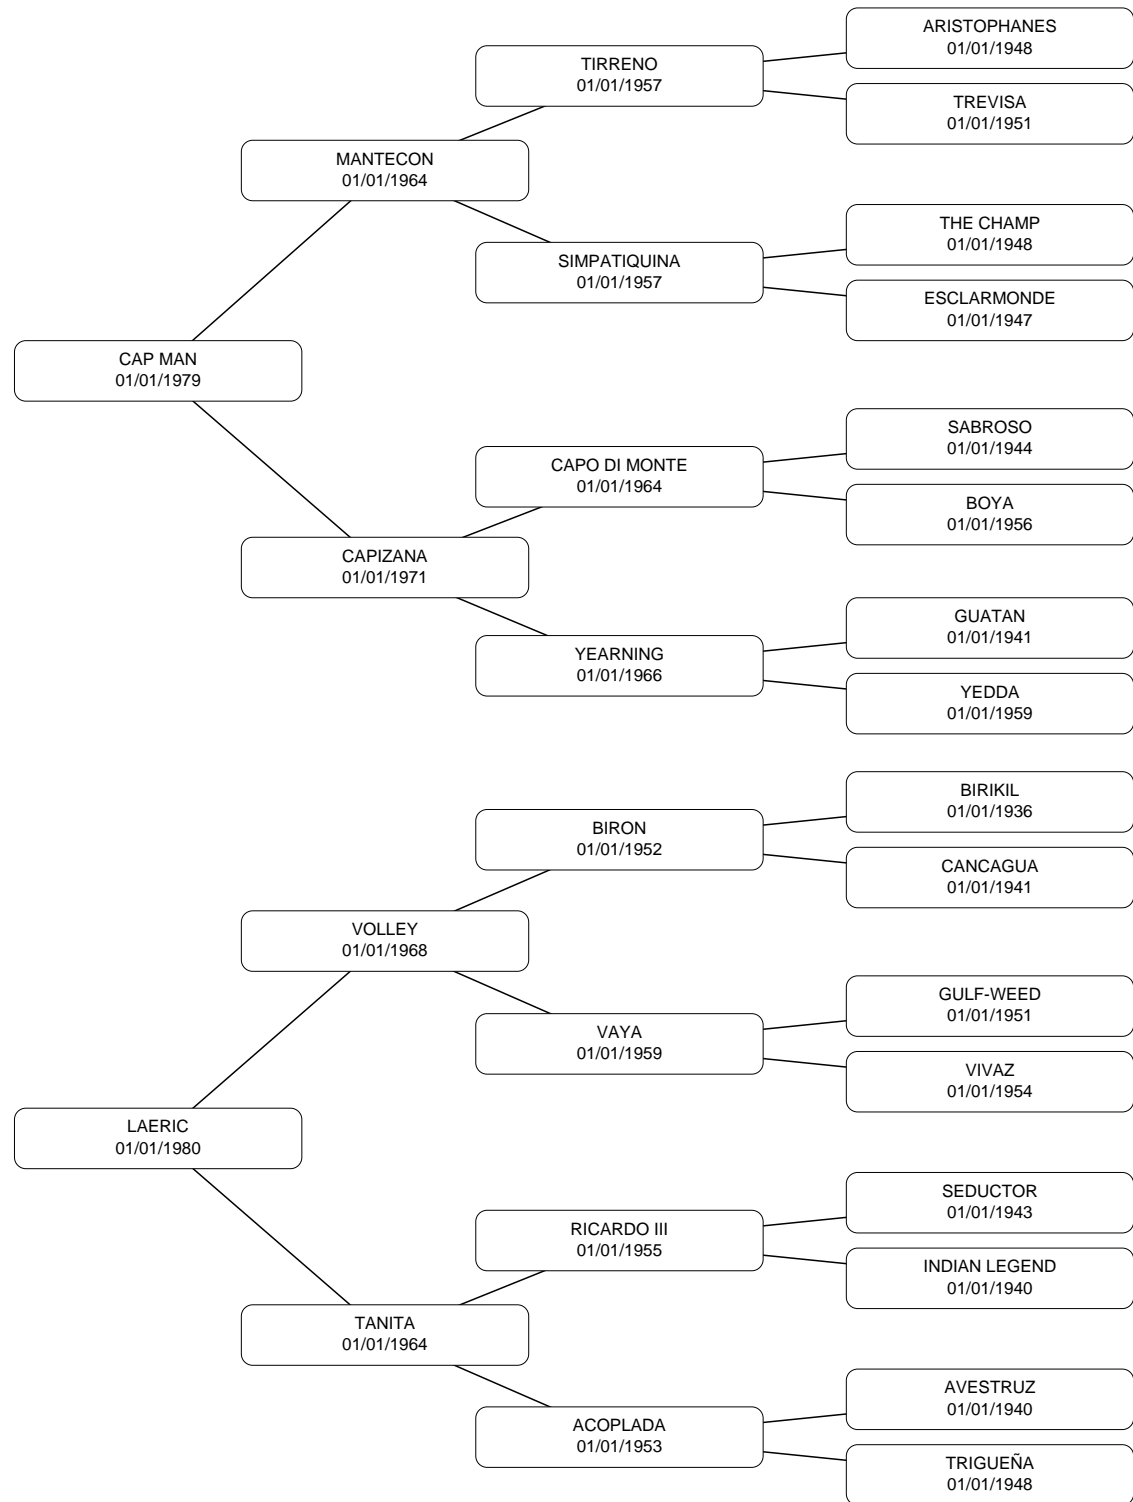 ARISTOPHANES
01/01/1948
TIRRENO
01/01/1957
TREVISA
01/01/1951
MANTECON
01/01/1964
THE CHAMP
01/01/1948
SIMPATIQUINA
01/01/1957
ESCLARMONDE
01/01/1947
CAP MAN
01/01/1979
SABROSO
01/01/1944
CAPO DI MONTE
01/01/1964
BOYA
01/01/1956
CAPIZANA
01/01/1971
GUATAN
01/01/1941
YEARNING
01/01/1966
YEDDA
01/01/1959
BIRIKIL
01/01/1936
BIRON
01/01/1952
CANCAGUA
01/01/1941
VOLLEY
01/01/1968
GULF-WEED
01/01/1951
VAYA
01/01/1959
VIVAZ
01/01/1954
LAERIC
01/01/1980
SEDUCTOR
01/01/1943
RICARDO III
01/01/1955
INDIAN LEGEND
01/01/1940
TANITA
01/01/1964
AVESTRUZ
01/01/1940
ACOPLADA
01/01/1953
TRIGUEÑA
01/01/1948